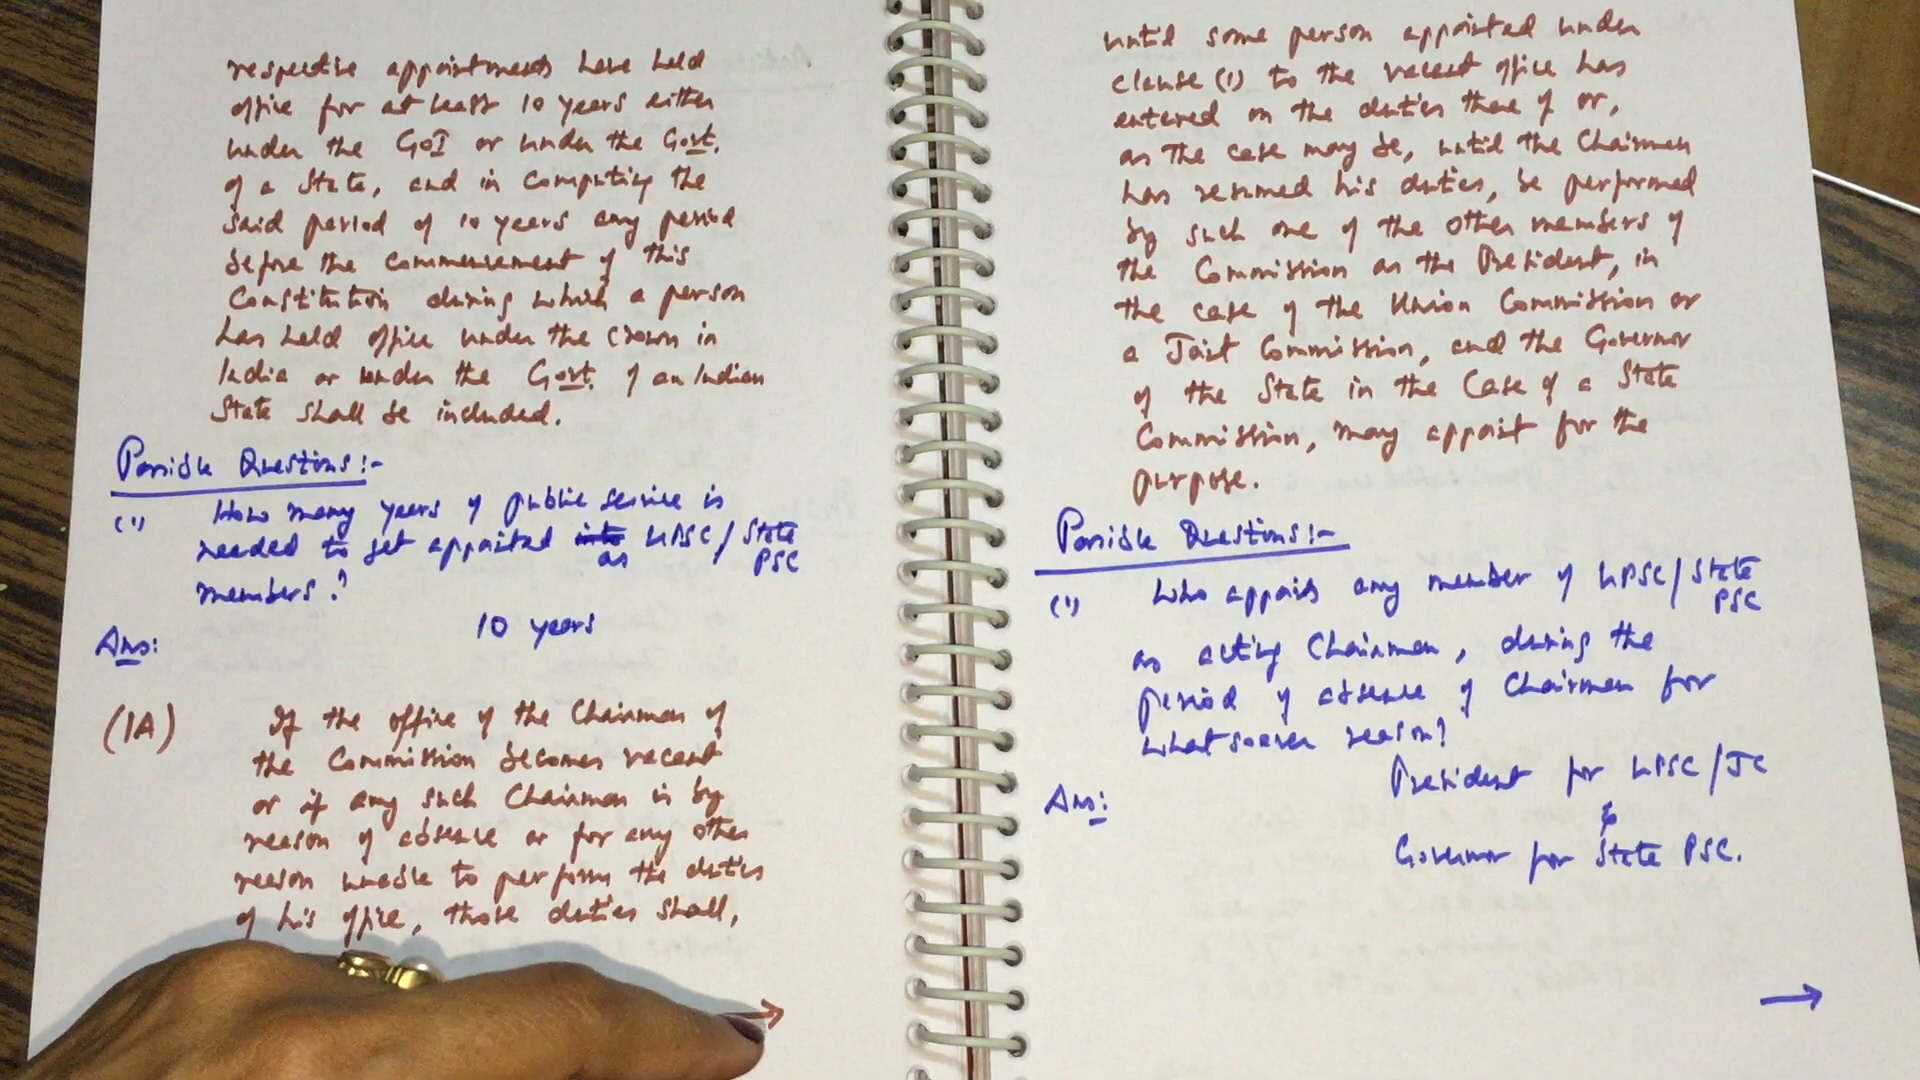 respective appointments have held
office for at least 10 years either
under the GoI or under the Govt.
of a State, and in computing the
said period of 10 years any period
before the commencement of this
Constitution during which a person
has held office under the Crown in
India or under the Govt. of an Indian
State shall be included.
Possible Questions:-
(1) How many years of public service is
needed to get appointed as UPSC/State PSC
members?
Ans: 10 years
(1A) If the office of the Chairman of
the Commission becomes vacant
or if any such Chairman is by
reason of absence or for any other
reason unable to perform the duties
of his office, those duties shall,
until some person appointed under
clause (1) to the vacant office has
entered on the duties there of or,
as the case may be, until the Chairman
has resumed his duties, be performed
by such one of the other members of
the Commission as the President, in
the case of the Union Commission or
a Joint Commission, and the Governor
of the State in the Case of a State
Commission, may appoint for the
purpose.
Possible Questions:-
(1) Who appoints any member of UPSC/State PSC
as acting Chairman, during the
period of absence of Chairman for
whatsoever reason?
Ans: President for UPSC/JC
&
Governor for State PSC.